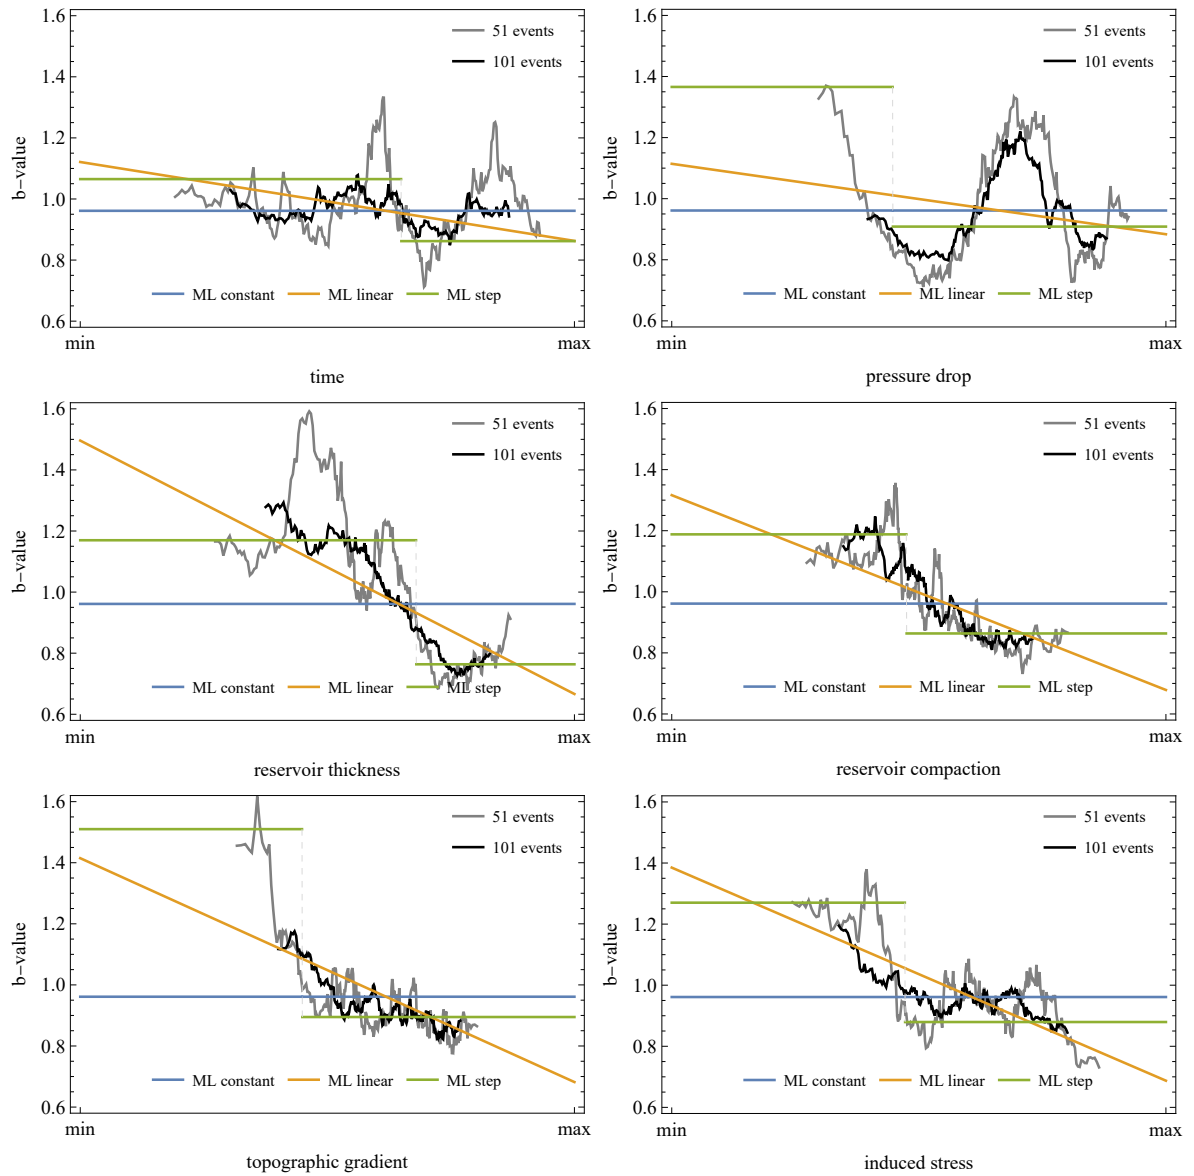 1.6
1.4
1.2
1.0
0.8
0.6
b-value
51 events
101 events
ML constant ML linear ML step
min max
time
1.6
1.4
1.2
1.0
0.8
0.6
b-value
51 events
101 events
ML constant ML linear ML step
min max
pressure drop
1.6
1.4
1.2
1.0
0.8
0.6
b-value
51 events
101 events
ML constant ML linear ML step
min max
reservoir thickness
1.6
1.4
1.2
1.0
0.8
0.6
b-value
51 events
101 events
ML constant ML linear ML step
min max
reservoir compaction
1.6
1.4
1.2
1.0
0.8
0.6
b-value
51 events
101 events
ML constant ML linear ML step
min max
topographic gradient
1.6
1.4
1.2
1.0
0.8
0.6
b-value
51 events
101 events
ML constant ML linear ML step
min max
induced stress